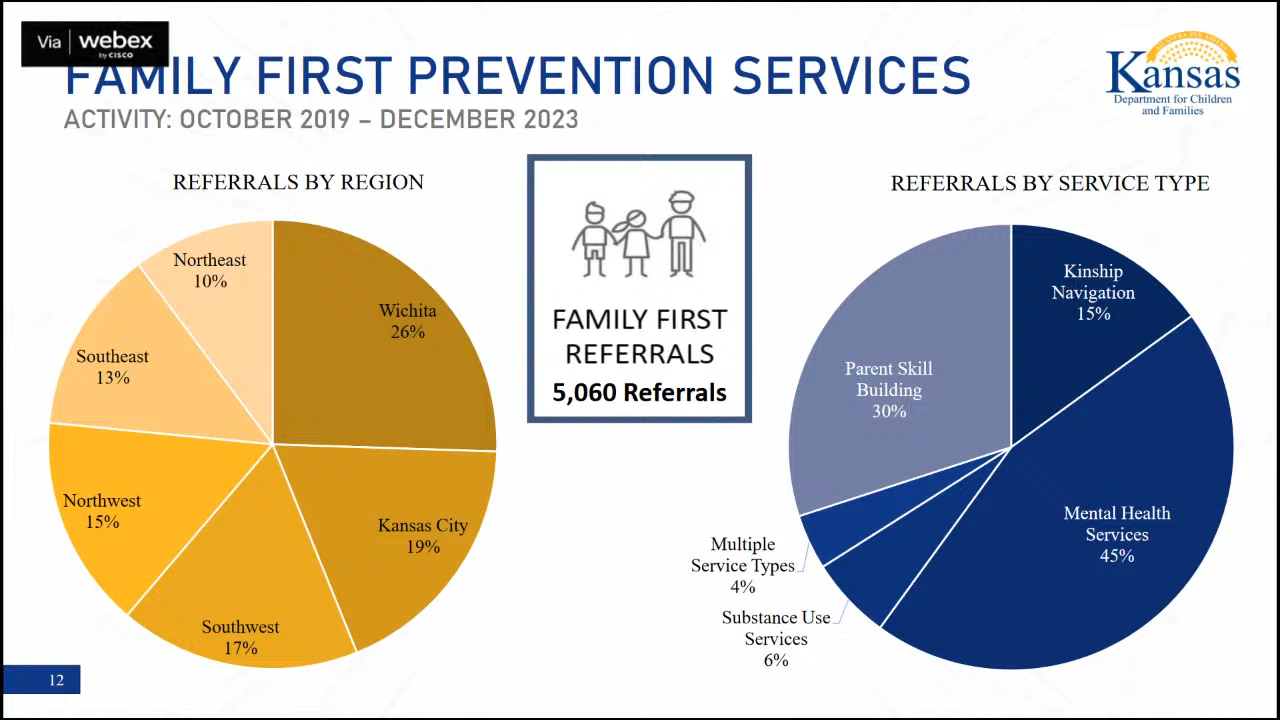 Via | webex
by CISCO
FAMILY FIRST PREVENTION SERVICES
ACTIVITY: OCTOBER 2019 – DECEMBER 2023
Kansas
Department for Children
and Families
REFERRALS BY REGION
Northeast
10%
Wichita
26%
Southeast
13%
Northwest
15%
Kansas City
19%
Southwest
17%
FAMILY FIRST
REFERRALS
5,060 Referrals
REFERRALS BY SERVICE TYPE
Kinship
Navigation
15%
Parent Skill
Building
30%
Mental Health
Services
45%
Multiple
Service Types
4%
Substance Use
Services
6%
12